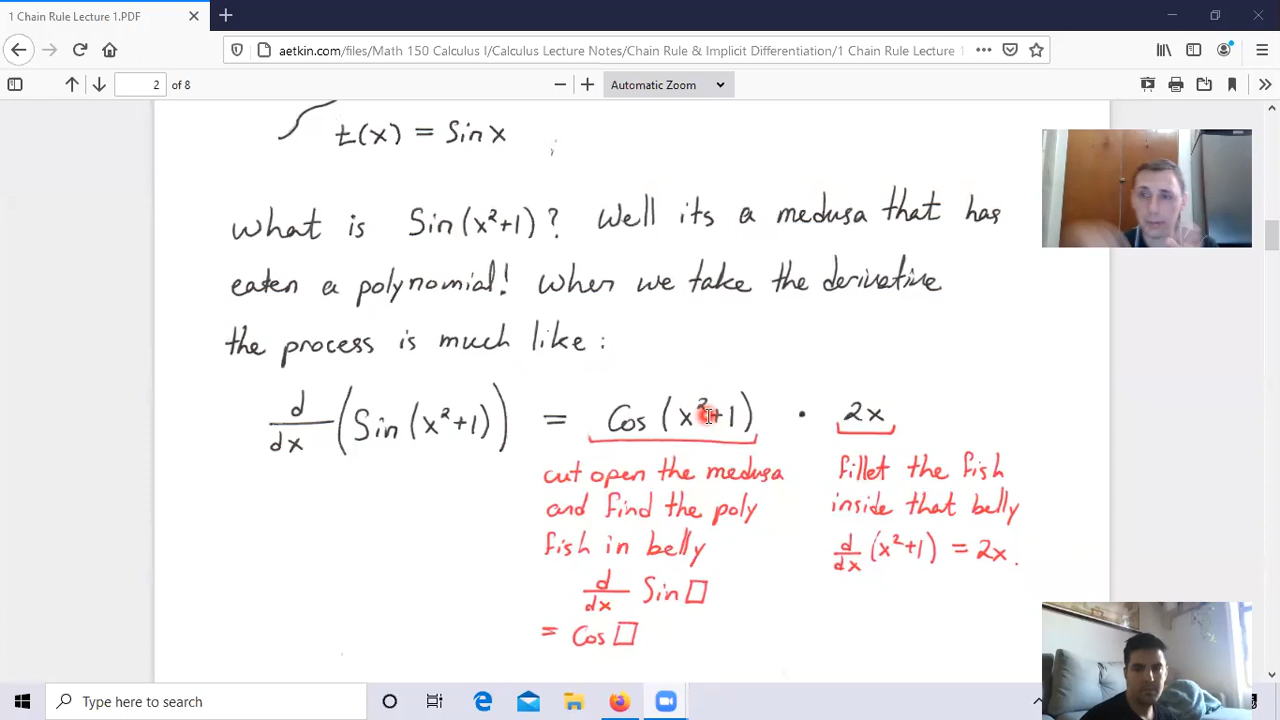 1 Chain Rule Lecture 1.PDF
aetkin.com/files/Math 150 Calculus I/Calculus Lecture Notes/Chain Rule & Implicit Differentiation/1 Chain Rule Lecture 1
2 of 8
Automatic Zoom
t(x) = Sin x
What is Sin(x²+1)? Well its a medusa that has
eaten a polynomial! When we take the derivative
the process is much like :
d/dx (Sin (x²+1)) = Cos (x²+1) · 2x
cut open the medusa
and find the poly
fish in belly
d/dx Sin □
= Cos □
fillet the fish
inside that belly
d/dx (x²+1) = 2x.
Type here to search